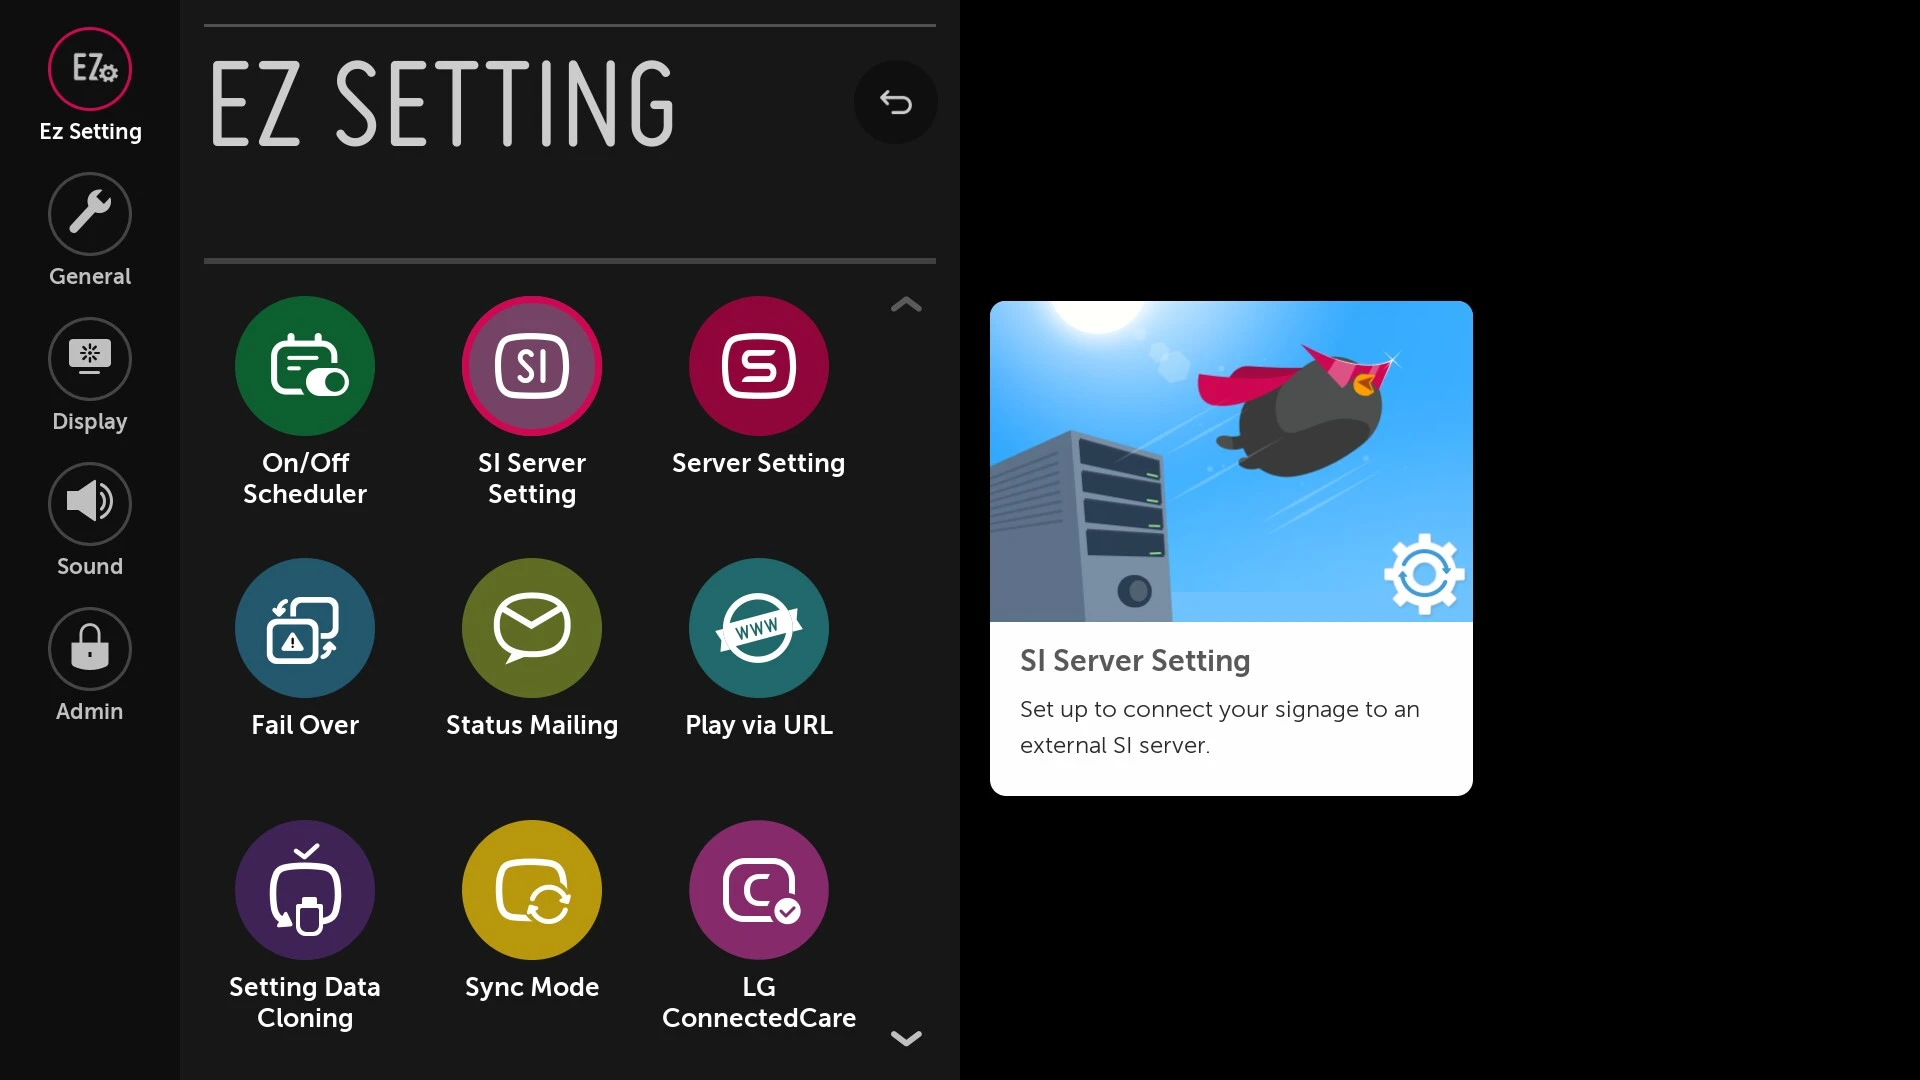 EZ
Ez Setting
General
Display
Sound
Admin
EZ SETTING
On/Off
Scheduler
SI
SI Server
Setting
S
Server Setting
Fail Over
Status Mailing
WWW
Play via URL
Setting Data
Cloning
Sync Mode
C
LG
ConnectedCare
SI Server Setting
Set up to connect your signage to an
external SI server.